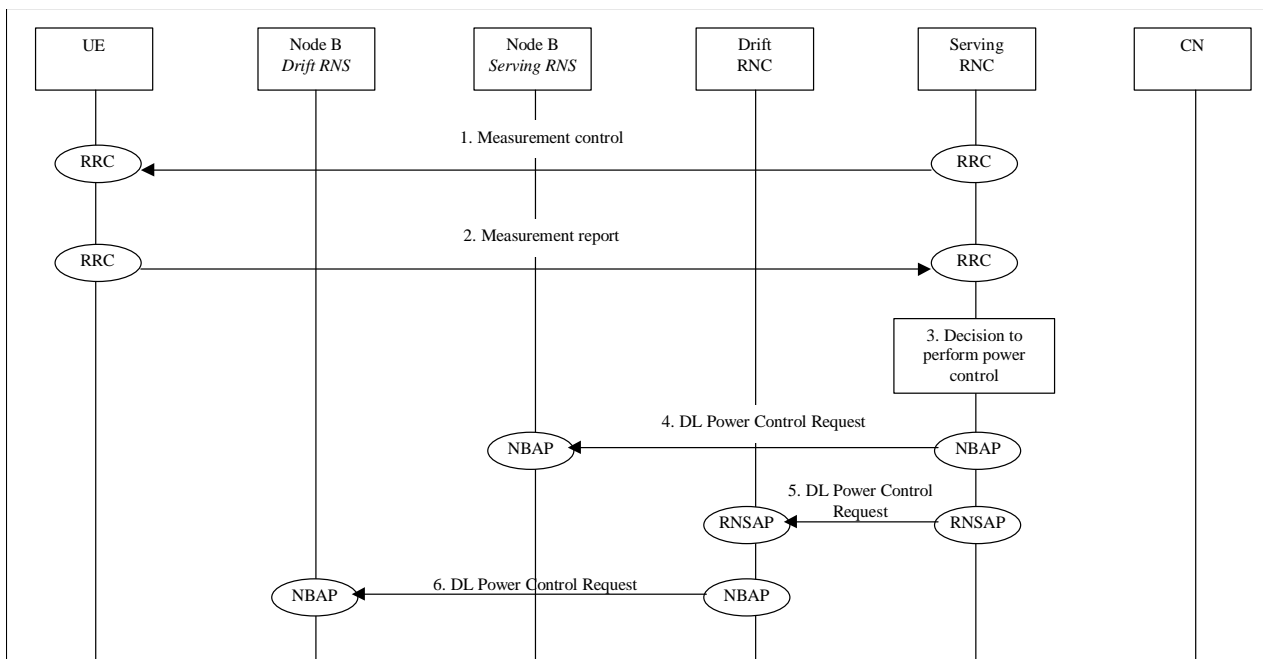 UE
Node B
Drift RNS
Node B
Serving RNS
Drift
RNC
Serving
RNC
CN
1. Measurement control
RRC
RRC
2. Measurement report
RRC
RRC
3. Decision to
perform power
control
4. DL Power Control Request
NBAP
NBAP
5. DL Power Control
Request
RNSAP
RNSAP
6. DL Power Control Request
NBAP
NBAP